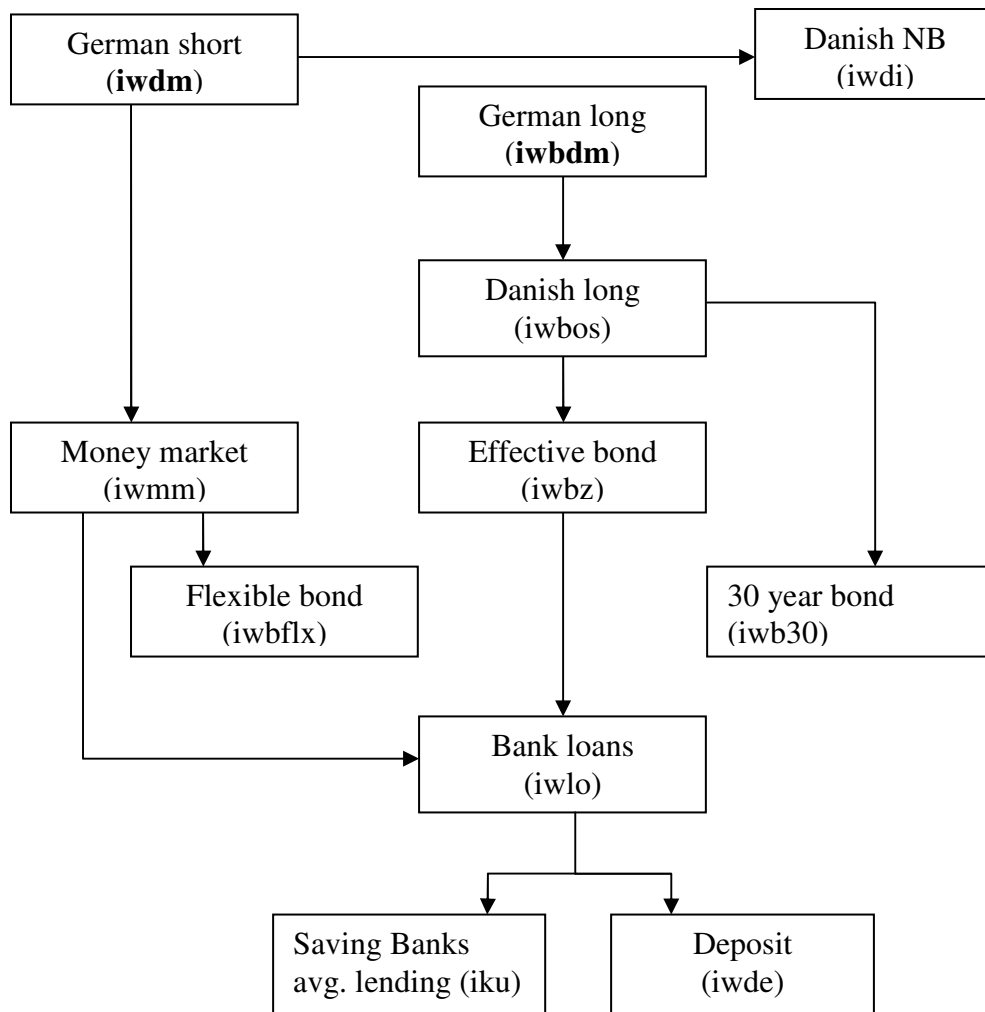 German short
(iwdm)
Danish NB
(iwdi)
German long
(iwbdm)
Danish long
(iwbos)
Money market
(iwmm)
Effective bond
(iwbz)
Flexible bond
(iwbflx)
30 year bond
(iwb30)
Bank loans
(iwlo)
Saving Banks
avg. lending (iku)
Deposit
(iwde)